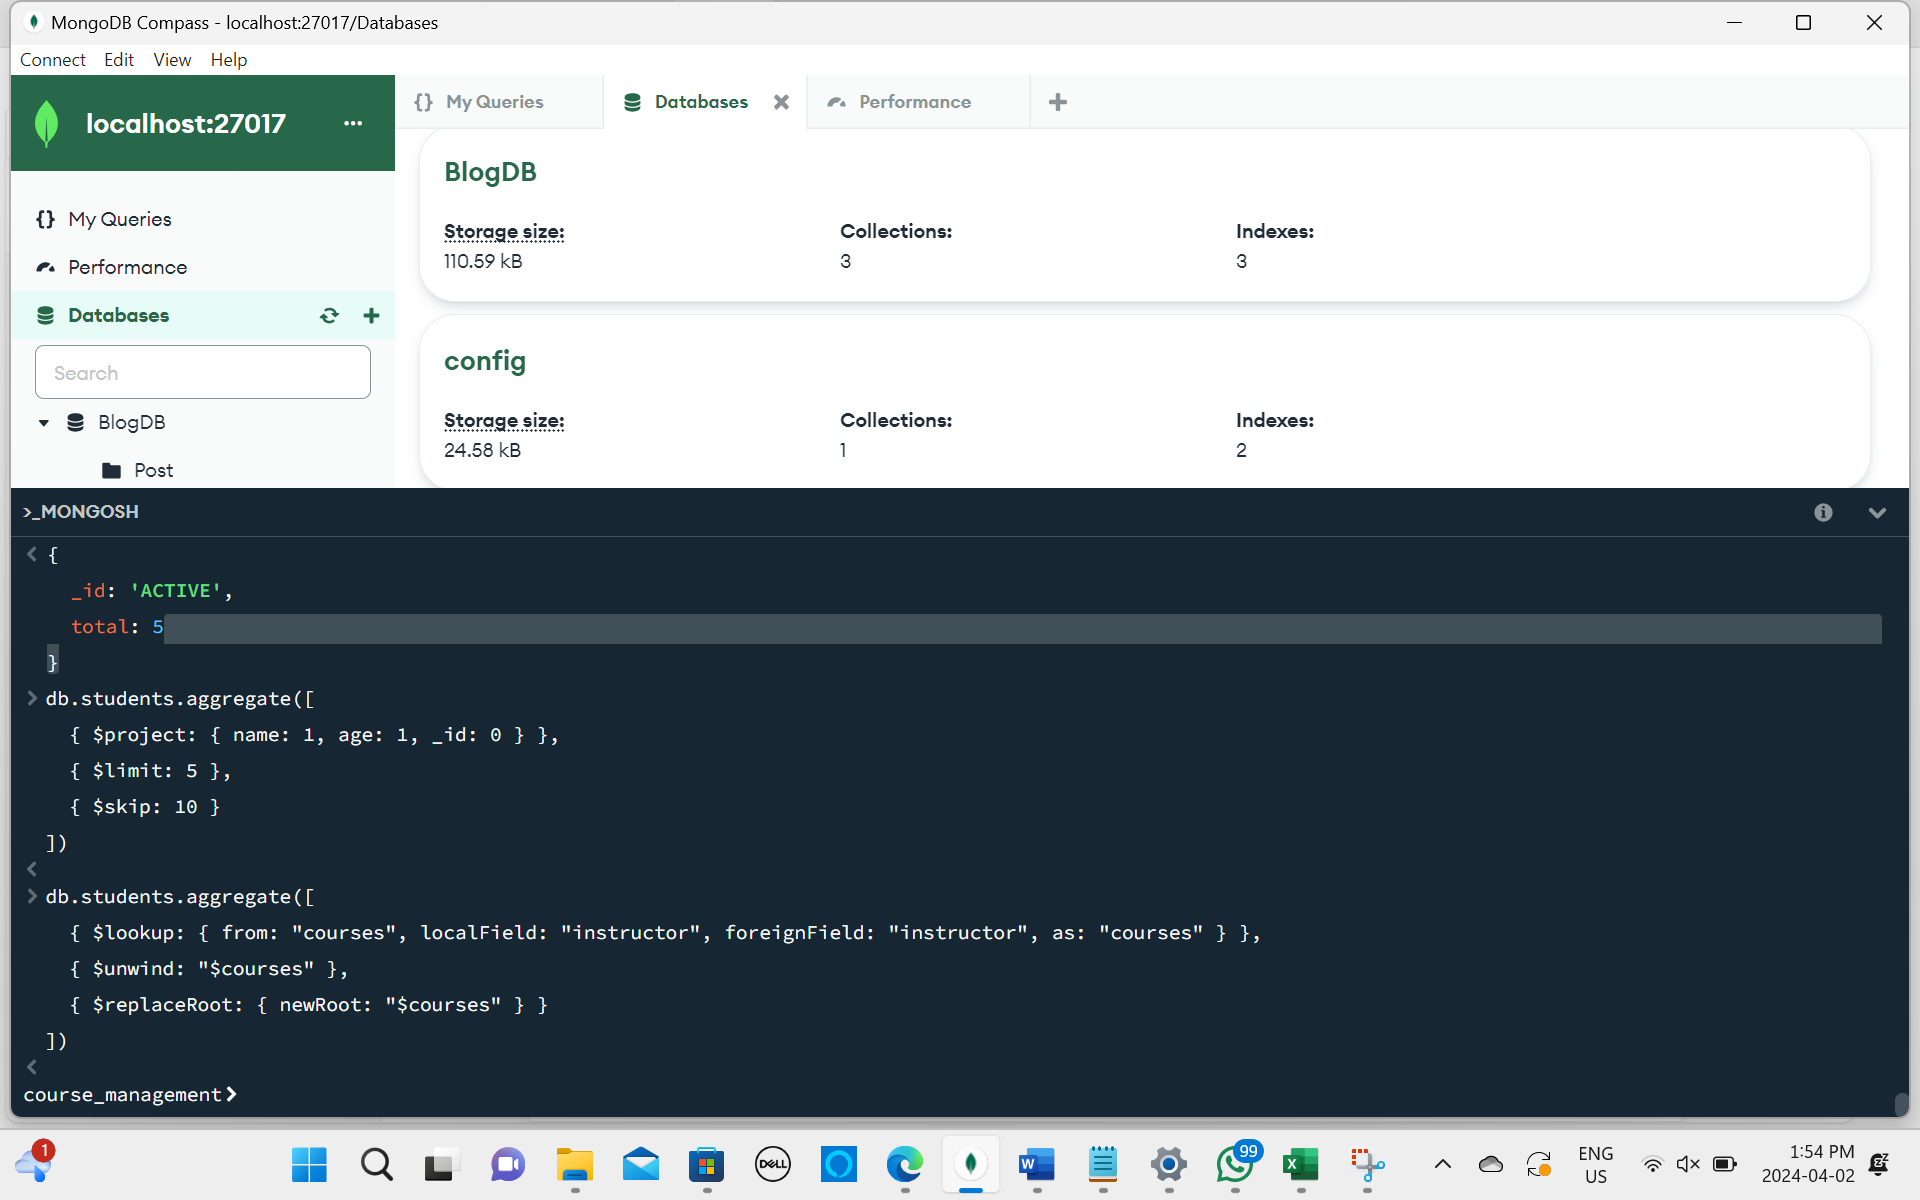 MongoDB Compass - localhost:27017/Databases
Connect Edit View Help
localhost:27017 ...
{} My Queries
Databases
Performance
My Queries
Performance
Databases
Search
BlogDB
Post
BlogDB
Storage size: Collections: Indexes:
110.59 kB 3 3
config
Storage size: Collections: Indexes:
24.58 kB 1 2
>_MONGOSH
{
_id: 'ACTIVE',
total: 5
}
> db.students.aggregate([
{ $project: { name: 1, age: 1, _id: 0 } },
{ $limit: 5 },
{ $skip: 10 }
])
<
> db.students.aggregate([
{ $lookup: { from: "courses", localField: "instructor", foreignField: "instructor", as: "courses" } },
{ $unwind: "$courses" },
{ $replaceRoot: { newRoot: "$courses" } }
])
<
course_management>
1
DELL
W
99
X
ENG
US
1:54 PM
2024-04-02